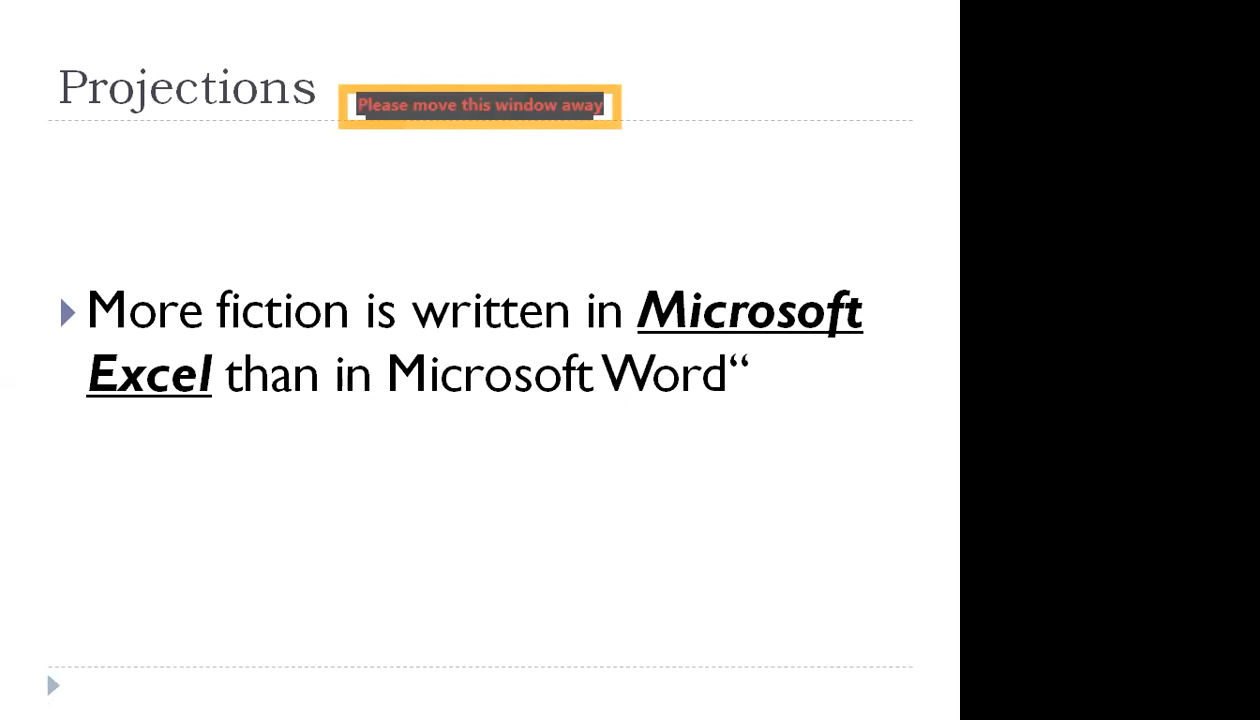 Projections
Please move this window away
More fiction is written in Microsoft
Excel than in Microsoft Word“